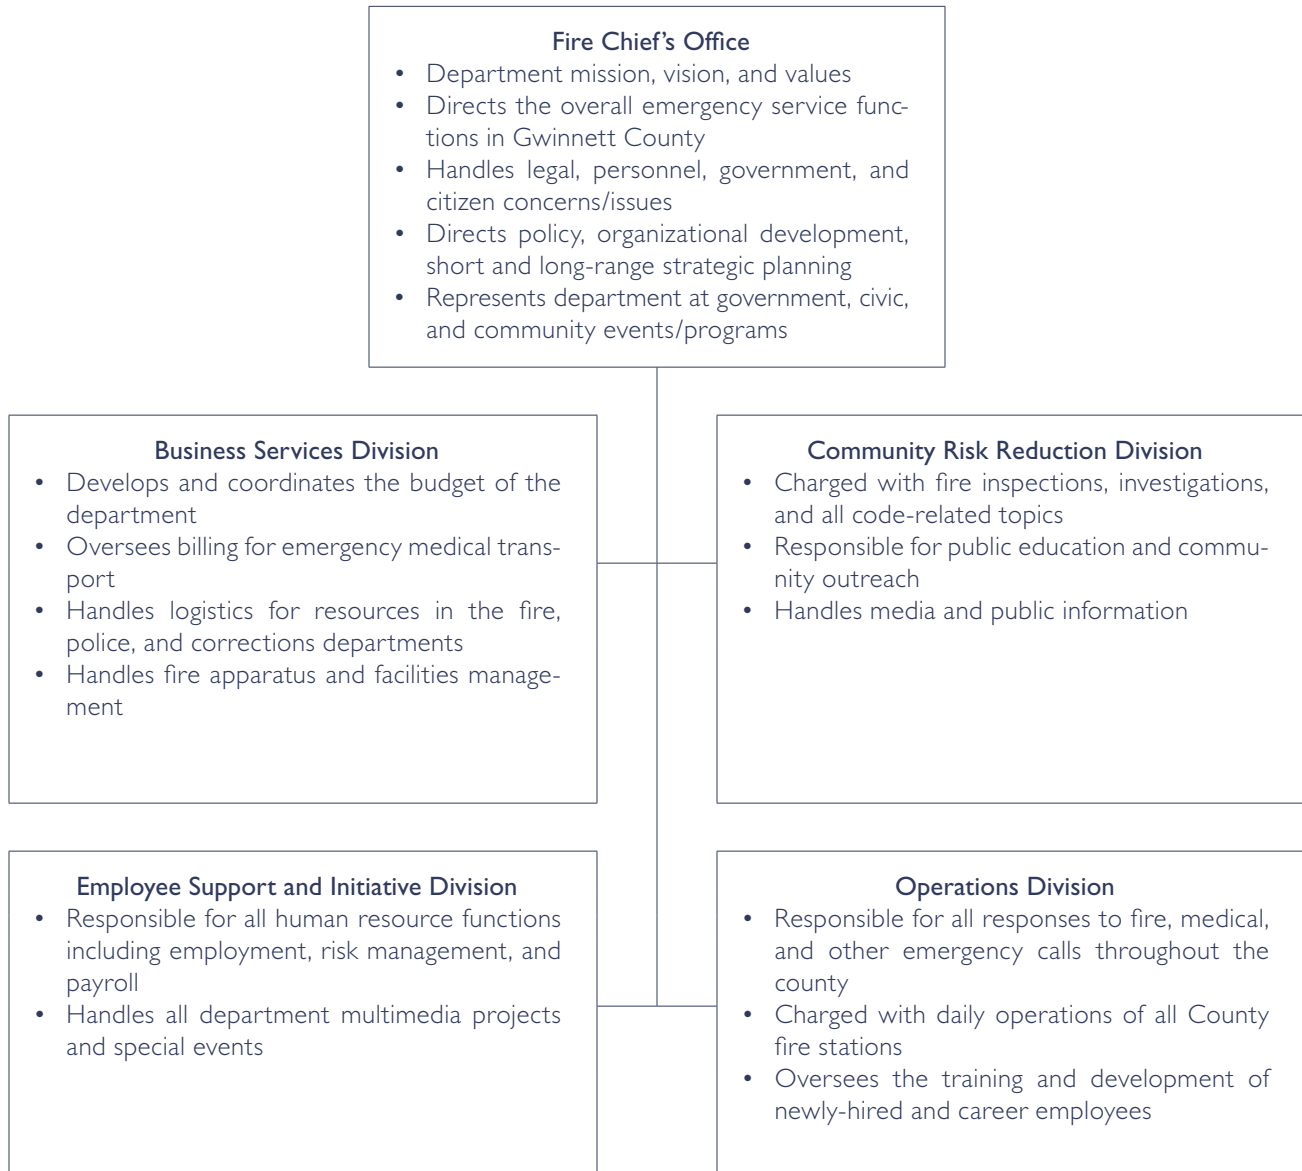 Fire Chief’s Office
• Department mission, vision, and values
• Directs the overall emergency service func-
tions in Gwinnett County
• Handles legal, personnel, government, and
citizen concerns/issues
• Directs policy, organizational development,
short and long-range strategic planning
• Represents department at government, civic,
and community events/programs
Business Services Division
• Develops and coordinates the budget of the
department
• Oversees billing for emergency medical trans-
port
• Handles logistics for resources in the fire,
police, and corrections departments
• Handles fire apparatus and facilities manage-
ment
Community Risk Reduction Division
• Charged with fire inspections, investigations,
and all code-related topics
• Responsible for public education and commu-
nity outreach
• Handles media and public information
Employee Support and Initiative Division
• Responsible for all human resource functions
including employment, risk management, and
payroll
• Handles all department multimedia projects
and special events
Operations Division
• Responsible for all responses to fire, medical,
and other emergency calls throughout the
county
• Charged with daily operations of all County
fire stations
• Oversees the training and development of
newly-hired and career employees